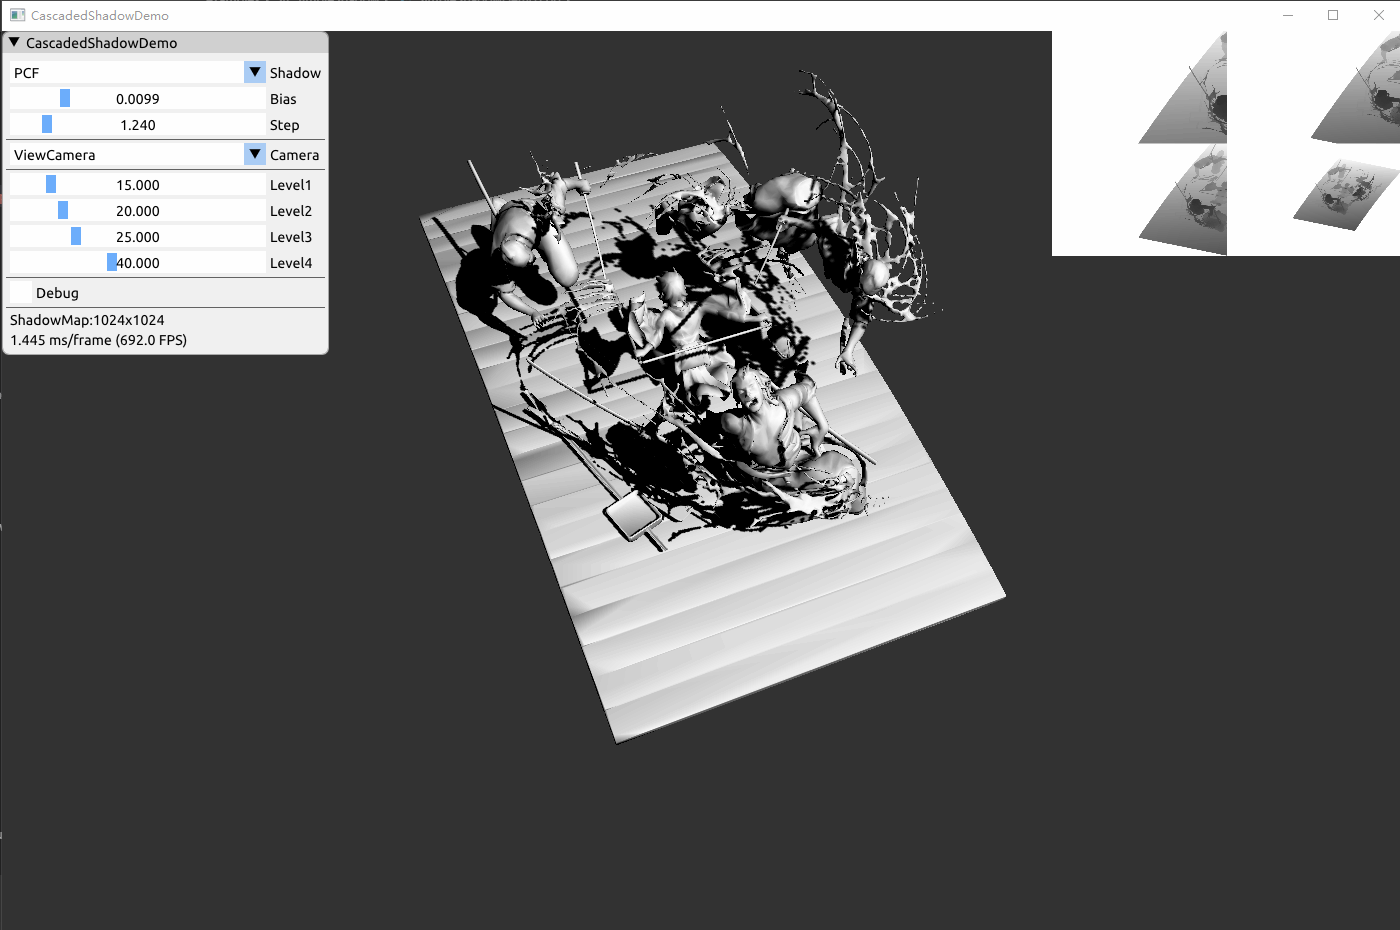 CascadedShadowDemo
CascadedShadowDemo
PCF Shadow
0.0099 Bias
1.240 Step
ViewCamera Camera
15.000 Level1
20.000 Level2
25.000 Level3
40.000 Level4
Debug
ShadowMap:1024x1024
1.445 ms/frame (692.0 FPS)